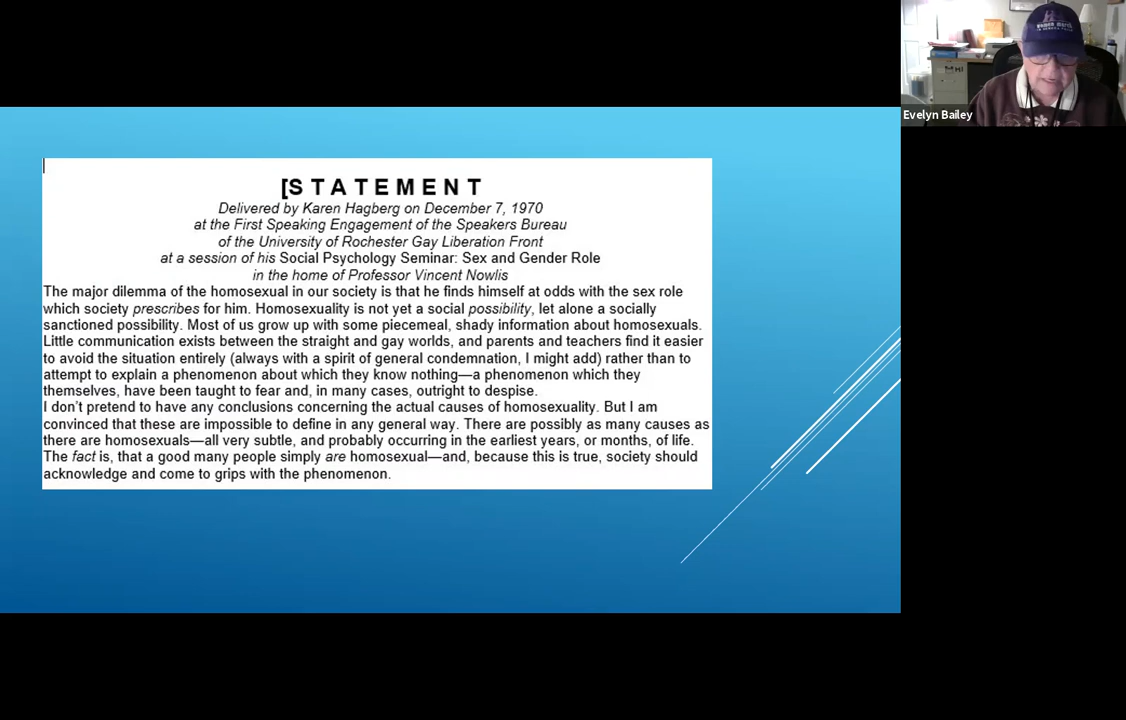 [S T A T E M E N T
Delivered by Karen Hagberg on December 7, 1970
at the First Speaking Engagement of the Speakers Bureau
of the University of Rochester Gay Liberation Front
at a session of his Social Psychology Seminar: Sex and Gender Role
in the home of Professor Vincent Nowlis
The major dilemma of the homosexual in our society is that he finds himself at odds with the sex role
which society prescribes for him. Homosexuality is not yet a social possibility, let alone a socially
sanctioned possibility. Most of us grow up with some piecemeal, shady information about homosexuals.
Little communication exists between the straight and gay worlds, and parents and teachers find it easier
to avoid the situation entirely (always with a spirit of general condemnation, I might add) rather than to
attempt to explain a phenomenon about which they know nothing—a phenomenon which they
themselves, have been taught to fear and, in many cases, outright to despise.
I don't pretend to have any conclusions concerning the actual causes of homosexuality. But I am
convinced that these are impossible to define in any general way. There are possibly as many causes as
there are homosexuals—all very subtle, and probably occurring in the earliest years, or months, of life.
The fact is, that a good many people simply are homosexual—and, because this is true, society should
acknowledge and come to grips with the phenomenon.
Evelyn Bailey